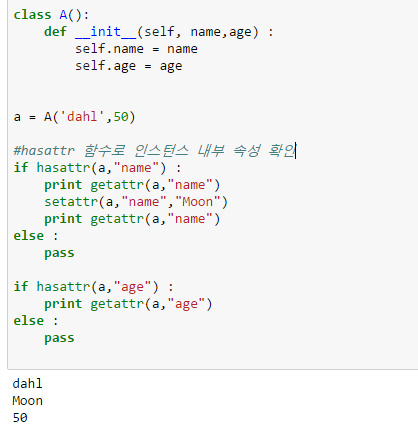 class A():
    def __init__(self, name,age) :
        self.name = name
        self.age = age
a = A('dahl',50)
#hasattr 함수로 인스턴스 내부 속성 확인
if hasattr(a,"name") :
    print getattr(a,"name")
    setattr(a,"name","Moon")
    print getattr(a,"name")
else :
    pass
if hasattr(a,"age") :
    print getattr(a,"age")
else :
    pass
dahl
Moon
50